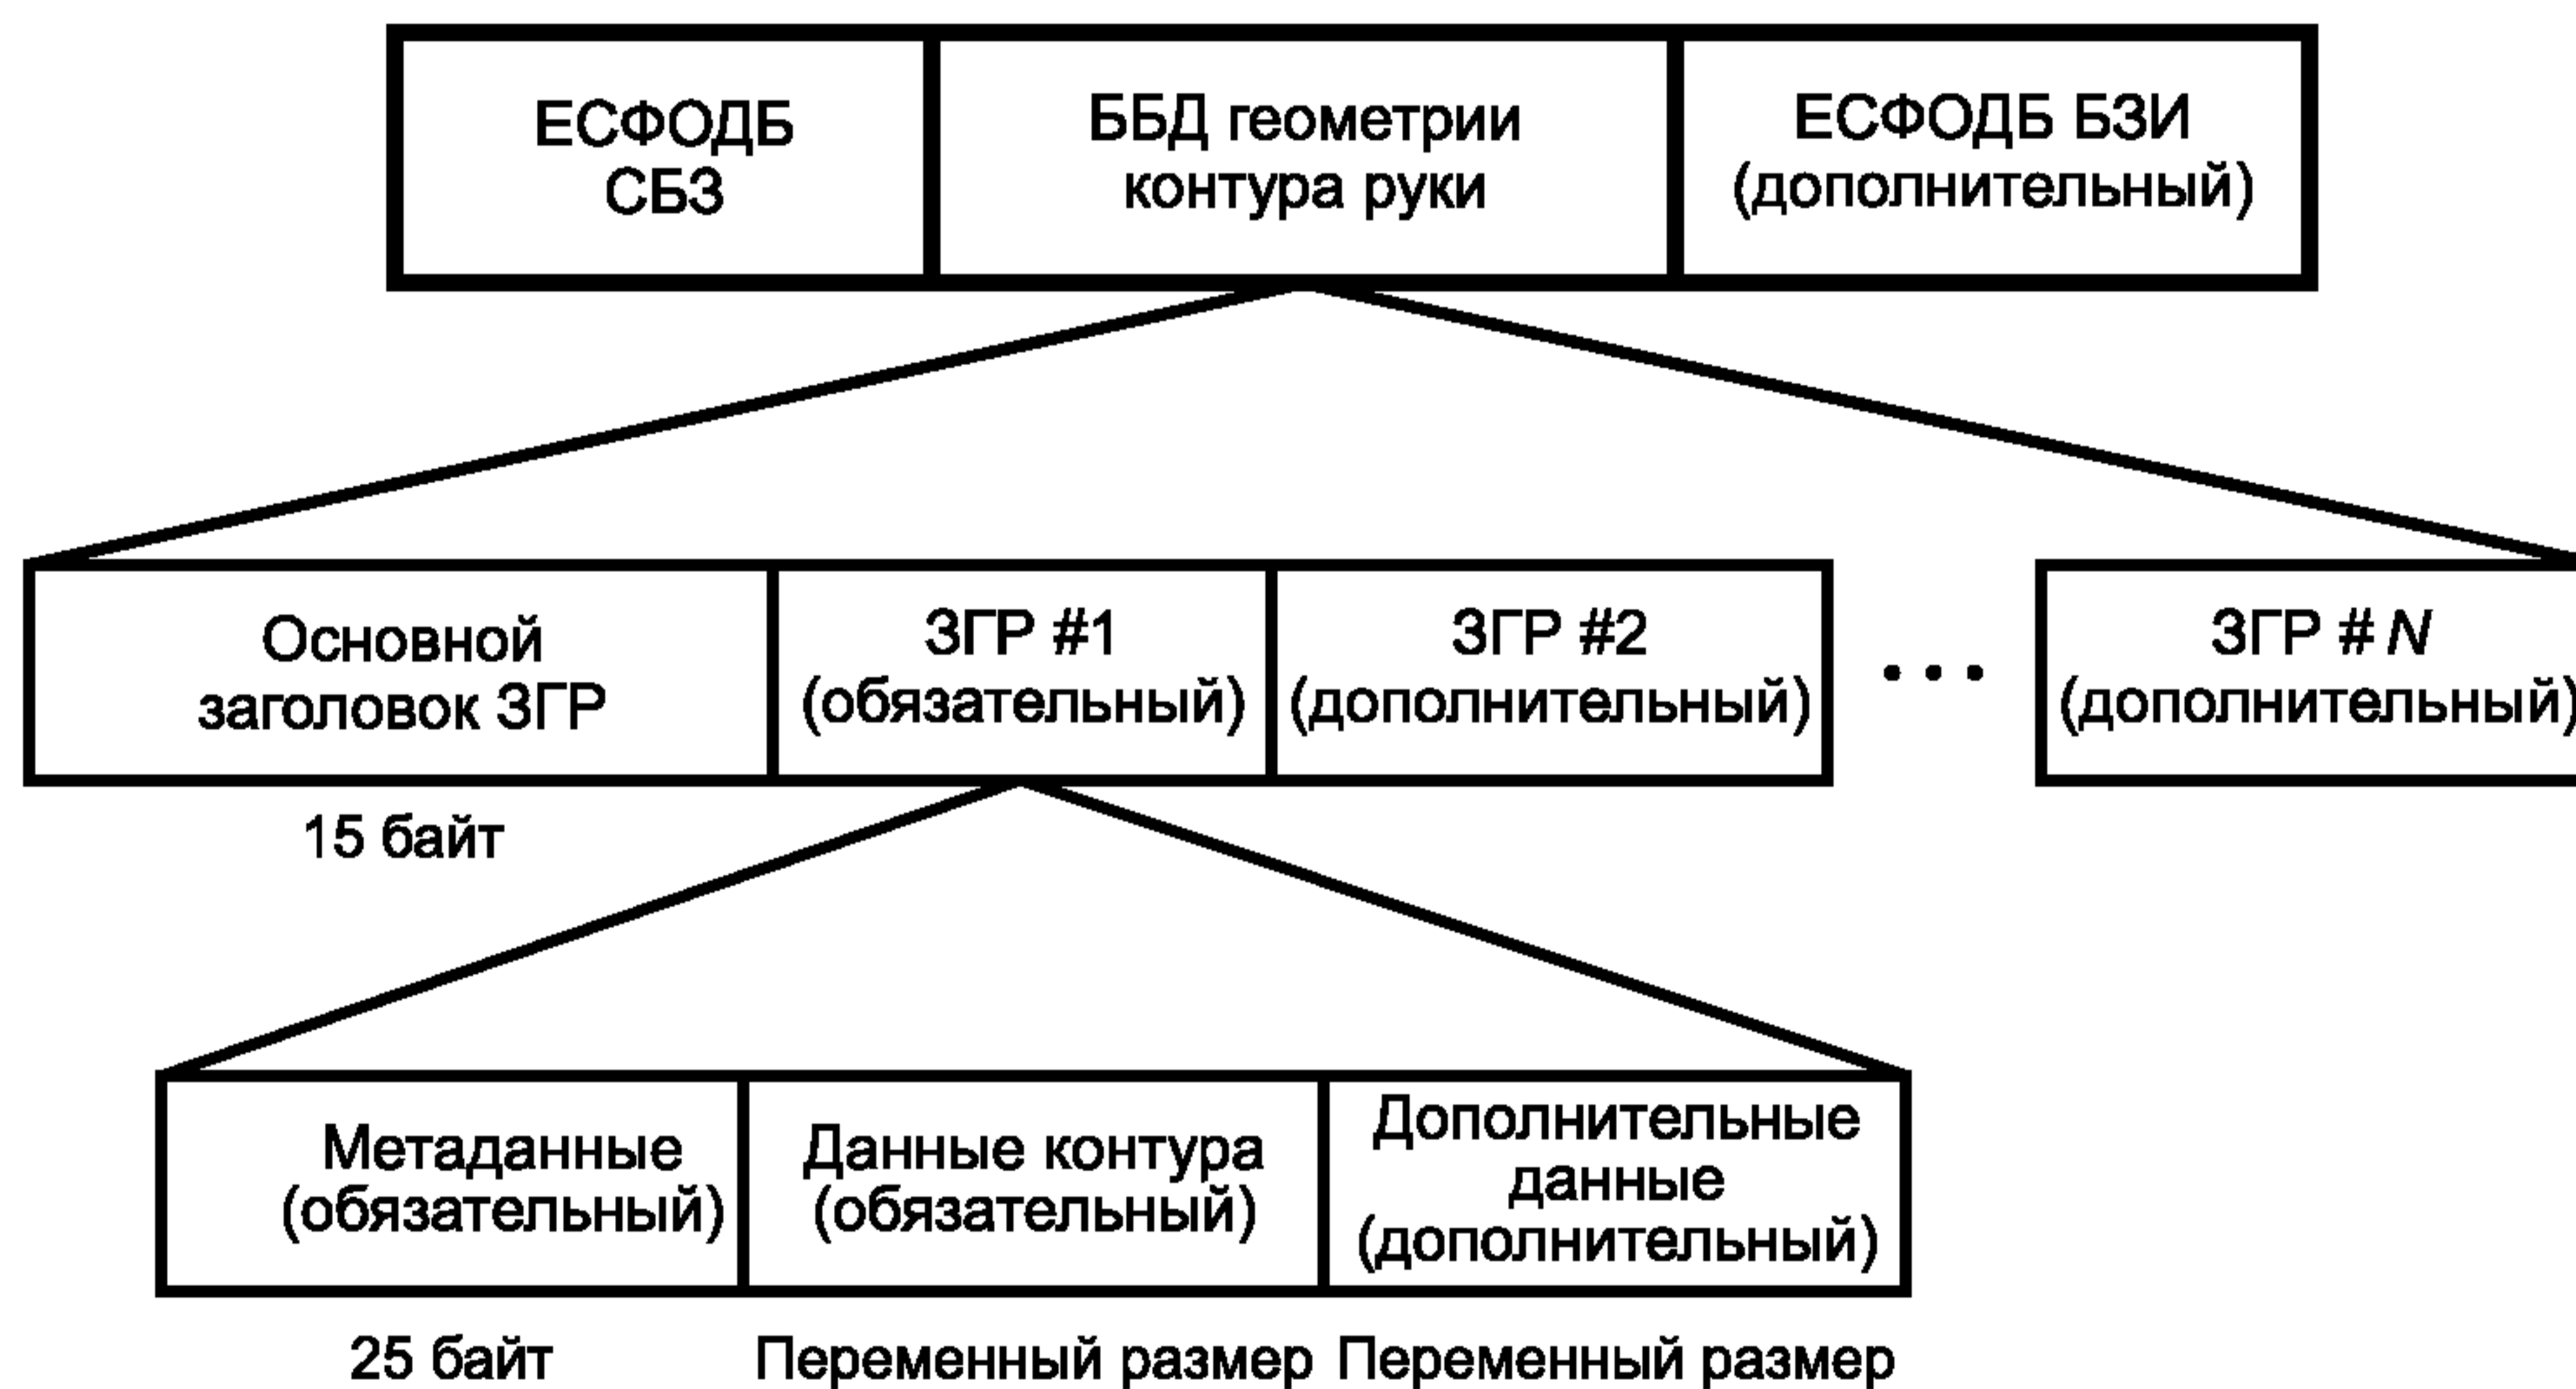 ЕСФОДБ
СБЗ
ББД геометрии
контура руки
ЕСФОДБ БЗИ
(дополнительный)
Основной
заголовок ЗГР
ЗГР #1
(обязательный)
ЗГР #2
(дополнительный)
...
ЗГР # N
(дополнительный)
15 байт
Метаданные
(обязательный)
Данные контура
(обязательный)
Дополнительные
данные
(дополнительный)
25 байт
Переменный размер
Переменный размер